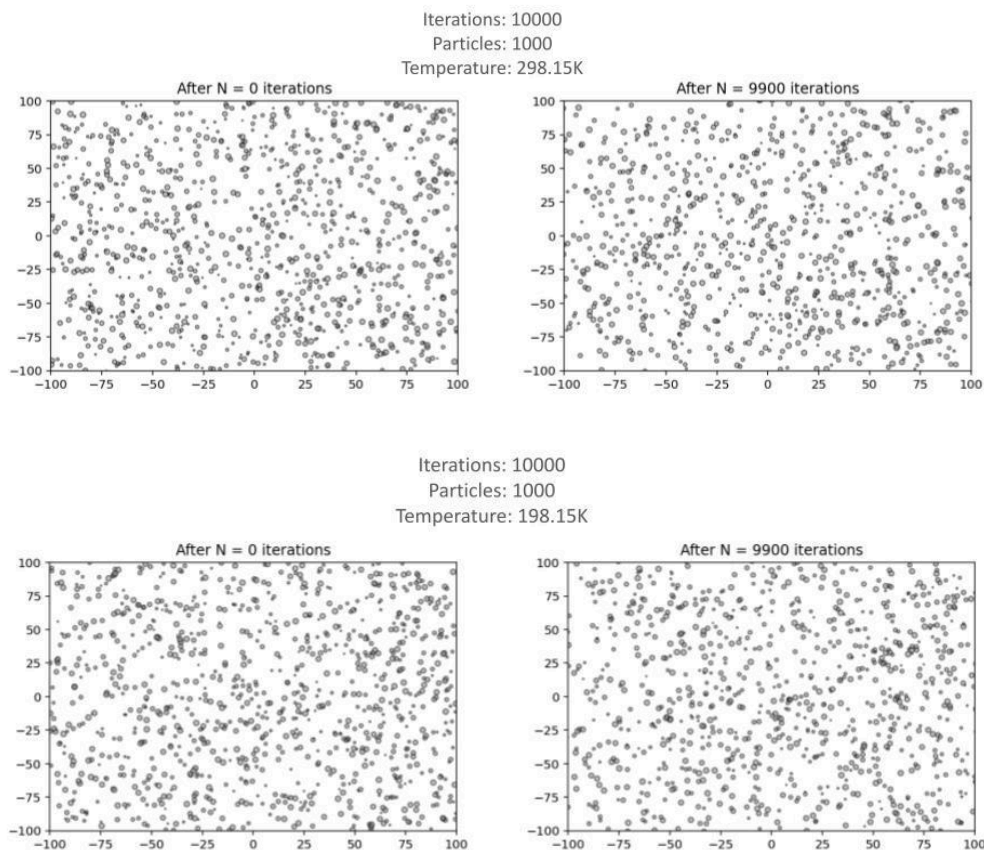 Iterations: 10000
Particles: 1000
Temperature: 298.15K
After N = 0 iterations
100
75
50
25
0
−25
−50
−75
−100
−100 −75 −50 −25 0 25 50 75 100
After N = 9900 iterations
100
75
50
25
0
−25
−50
−75
−100
−100 −75 −50 −25 0 25 50 75 100
Iterations: 10000
Particles: 1000
Temperature: 198.15K
After N = 0 iterations
100
75
50
25
0
−25
−50
−75
−100
−100 −75 −50 −25 0 25 50 75 100
After N = 9900 iterations
100
75
50
25
0
−25
−50
−75
−100
−100 −75 −50 −25 0 25 50 75 100